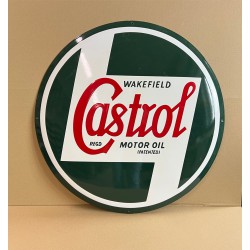 WAKEFIELD
Castrol
REGD MOTOR OIL
(PATENTED)